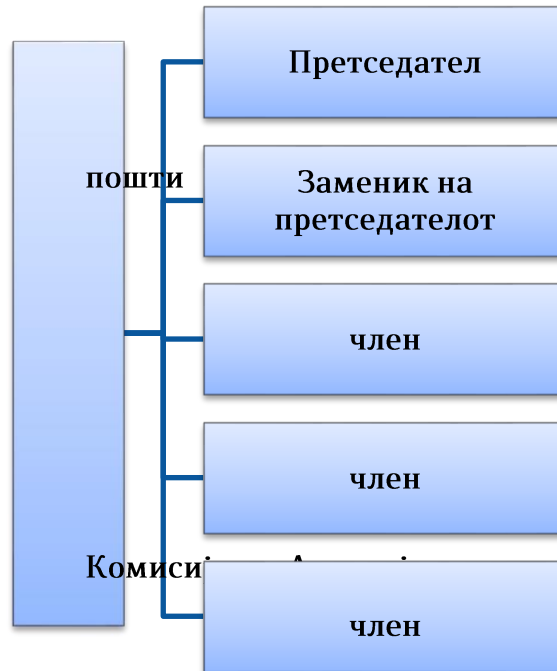 Претседател
пошти
Заменик на
претседателот
член
член
член